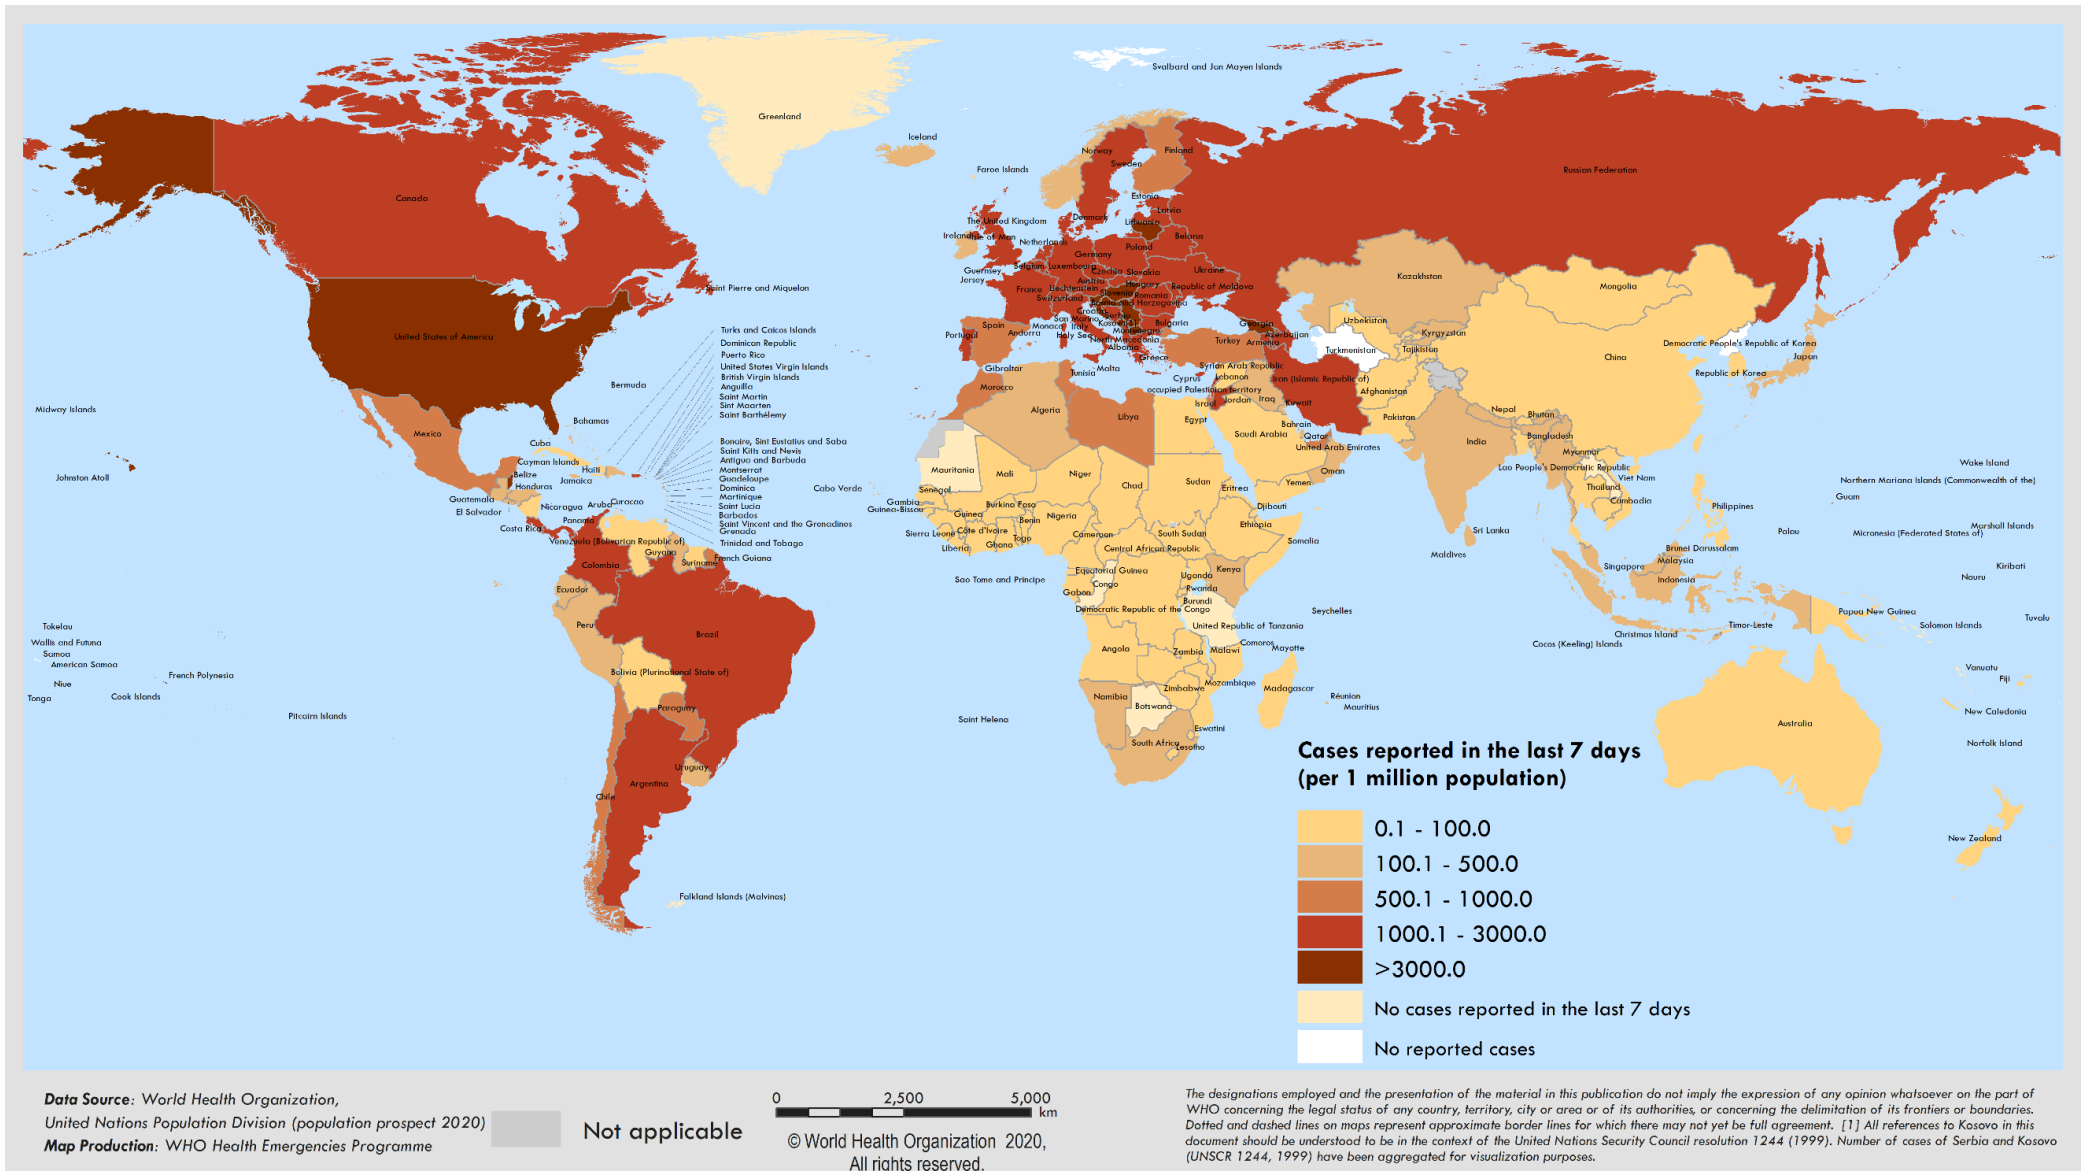 Svalbard and Jan Mayen Islands
Greenland
Iceland
Faroe Islands
Norway
Sweden
Finland
Russian Federation
Canada
Estonia
Latvia
Lithuania
Denmark
The United Kingdom
Isle of Man
Ireland
Netherlands
Belarus
Poland
Germany
Guernsey
Jersey
Belgium
Luxembourg
Czechia
Slovakia
Ukraine
Austria
Hungary
Republic of Moldova
France
Liechtenstein
Switzerland
Slovenia
Romania
Bosnia and Herzegovina
Croatia
Serbia
San Marino
Kosovo[1]
Bulgaria
Monaco
Italy
Montenegro
Holy See
North Macedonia
Albania
Greece
Spain
Andorra
Portugal
Georgia
Azerbaijan
Armenia
Turkey
Kazakhstan
Mongolia
Uzbekistan
Kyrgyzstan
Turkmenistan
Tajikistan
China
Democratic People's Republic of Korea
Japan
Republic of Korea
Saint Pierre and Miquelon
United States of America
Turks and Caicos Islands
Dominican Republic
Puerto Rico
United States Virgin Islands
British Virgin Islands
Anguilla
Saint Martin
Sint Maarten
Saint Barthélemy
Bermuda
Midway Islands
Bahamas
Mexico
Cuba
Bonaire, Sint Eustatius and Saba
Saint Kitts and Nevis
Antigua and Barbuda
Montserrat
Guadeloupe
Dominica
Martinique
Saint Lucia
Barbados
Saint Vincent and the Grenadines
Grenada
Trinidad and Tobago
Cayman Islands
Haiti
Belize
Jamaica
Honduras
Johnston Atoll
Guatemala
El Salvador
Nicaragua
Aruba
Curacao
Costa Rica
Panama
Venezuela (Bolivarian Republic of)
Guyana
Suriname
French Guiana
Colombia
Ecuador
Peru
Brazil
Bolivia (Plurinational State of)
Paraguay
Uruguay
Argentina
Chile
Falkland Islands (Malvinas)
Gibraltar
Tunisia
Malta
Morocco
Cyprus
Syrian Arab Republic
Lebanon
occupied Palestinian territory
Israel
Jordan
Iraq
Kuwait
Iran (Islamic Republic of)
Afghanistan
Pakistan
Algeria
Libya
Egypt
Saudi Arabia
Bahrain
Qatar
United Arab Emirates
Oman
Yemen
Nepal
Bhutan
Bangladesh
India
Myanmar
Lao People's Democratic Republic
Viet Nam
Thailand
Cambodia
Philippines
Sri Lanka
Maldives
Mauritania
Mali
Niger
Chad
Sudan
Eritrea
Djibouti
Cabo Verde
Senegal
Gambia
Guinea-Bissau
Guinea
Burkina Faso
Benin
Nigeria
Sierra Leone
Côte d'Ivoire
Togo
Liberia
Ghana
Cameroon
Central African Republic
South Sudan
Ethiopia
Somalia
Equatorial Guinea
Uganda
Kenya
Sao Tome and Principe
Congo
Gabon
Rwanda
Burundi
Democratic Republic of the Congo
United Republic of Tanzania
Seychelles
Comoros
Mayotte
Angola
Zambia
Malawi
Mozambique
Zimbabwe
Madagascar
Réunion
Mauritius
Namibia
Botswana
Eswatini
South Africa
Lesotho
Saint Helena
Brunei Darussalam
Malaysia
Singapore
Indonesia
Christmas Island
Cocos (Keeling) Islands
Timor-Leste
Papua New Guinea
Palau
Wake Island
Northern Mariana Islands (Commonwealth of the)
Guam
Marshall Islands
Micronesia (Federated States of)
Kiribati
Nauru
Solomon Islands
Tuvalu
Vanuatu
Fiji
New Caledonia
Norfolk Island
Australia
New Zealand
Tokelau
Wallis and Futuna
Samoa
American Samoa
Niue
Tonga
Cook Islands
French Polynesia
Pitcairn Islands
Cases reported in the last 7 days
(per 1 million population)
0.1 - 100.0
100.1 - 500.0
500.1 - 1000.0
1000.1 - 3000.0
>3000.0
No cases reported in the last 7 days
No reported cases
Data Source: World Health Organization,
United Nations Population Division (population prospect 2020)
Map Production: WHO Health Emergencies Programme
Not applicable
0 2,500 5,000
km
© World Health Organization 2020,
All rights reserved.
The designations employed and the presentation of the material in this publication do not imply the expression of any opinion whatsoever on the part of
WHO concerning the legal status of any country, territory, city or area or of its authorities, or concerning the delimitation of its frontiers or boundaries.
Dotted and dashed lines on maps represent approximate border lines for which there may not yet be full agreement. [1] All references to Kosovo in this
document should be understood to be in the context of the United Nations Security Council resolution 1244 (1999). Number of cases of Serbia and Kosovo
(UNSCR 1244, 1999) have been aggregated for visualization purposes.